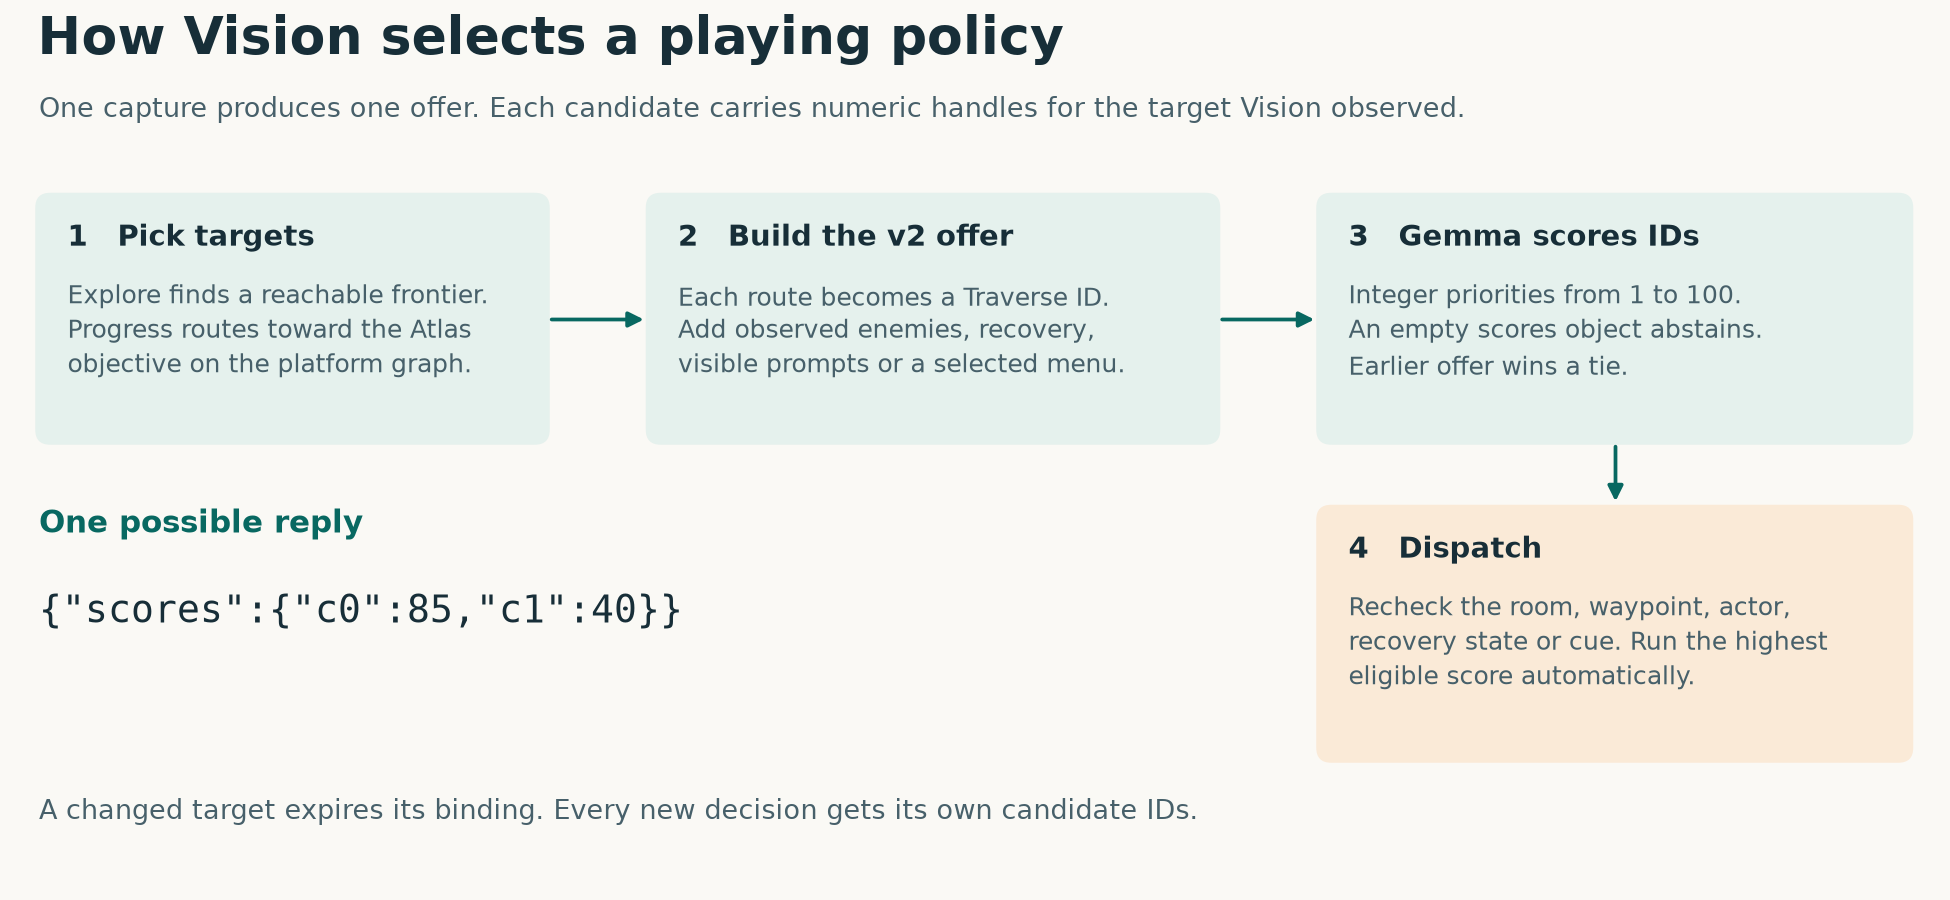 How Vision selects a playing policy
One capture produces one offer. Each candidate carries numeric handles for the target Vision observed.
1 Pick targets
Explore finds a reachable frontier.
Progress routes toward the Atlas
objective on the platform graph.
2 Build the v2 offer
Each route becomes a Traverse ID.
Add observed enemies, recovery,
visible prompts or a selected menu.
3 Gemma scores IDs
Integer priorities from 1 to 100.
An empty scores object abstains.
Earlier offer wins a tie.
4 Dispatch
Recheck the room, waypoint, actor,
recovery state or cue. Run the highest
eligible score automatically.
One possible reply
{"scores":{"c0":85,"c1":40}}
A changed target expires its binding. Every new decision gets its own candidate IDs.